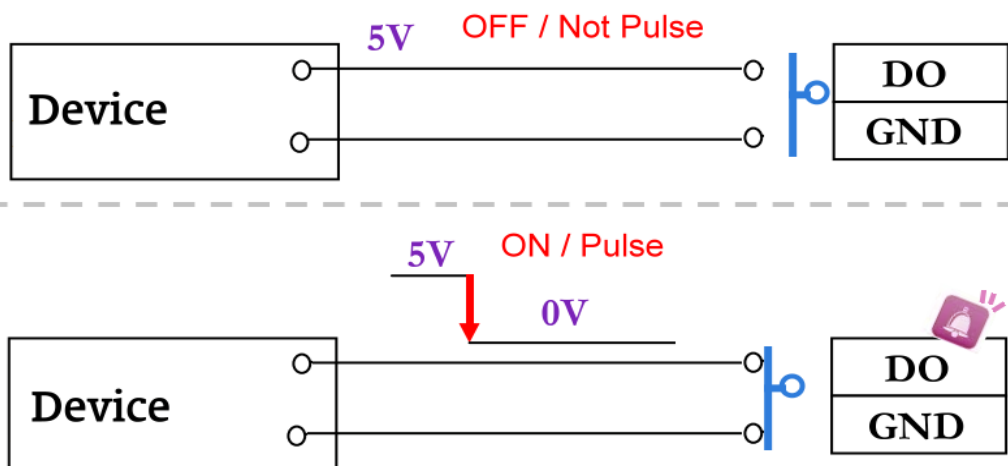 5V OFF / Not Pulse
Device
DO
GND
5V ON / Pulse
0V
Device
DO
GND